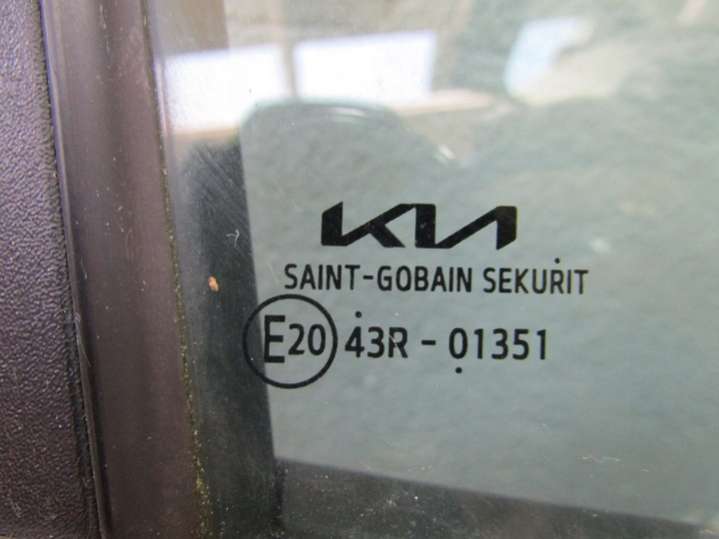 KIA
SAINT-GOBAIN SEKURIT
E20 43R - 01351